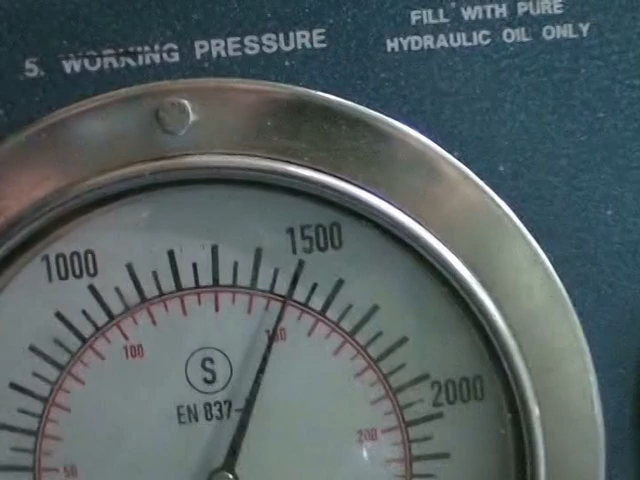 5. WORKING PRESSURE
FILL WITH PURE
HYDRAULIC OIL ONLY
1000
1500
2000
50
100
150
200
S
EN 837-